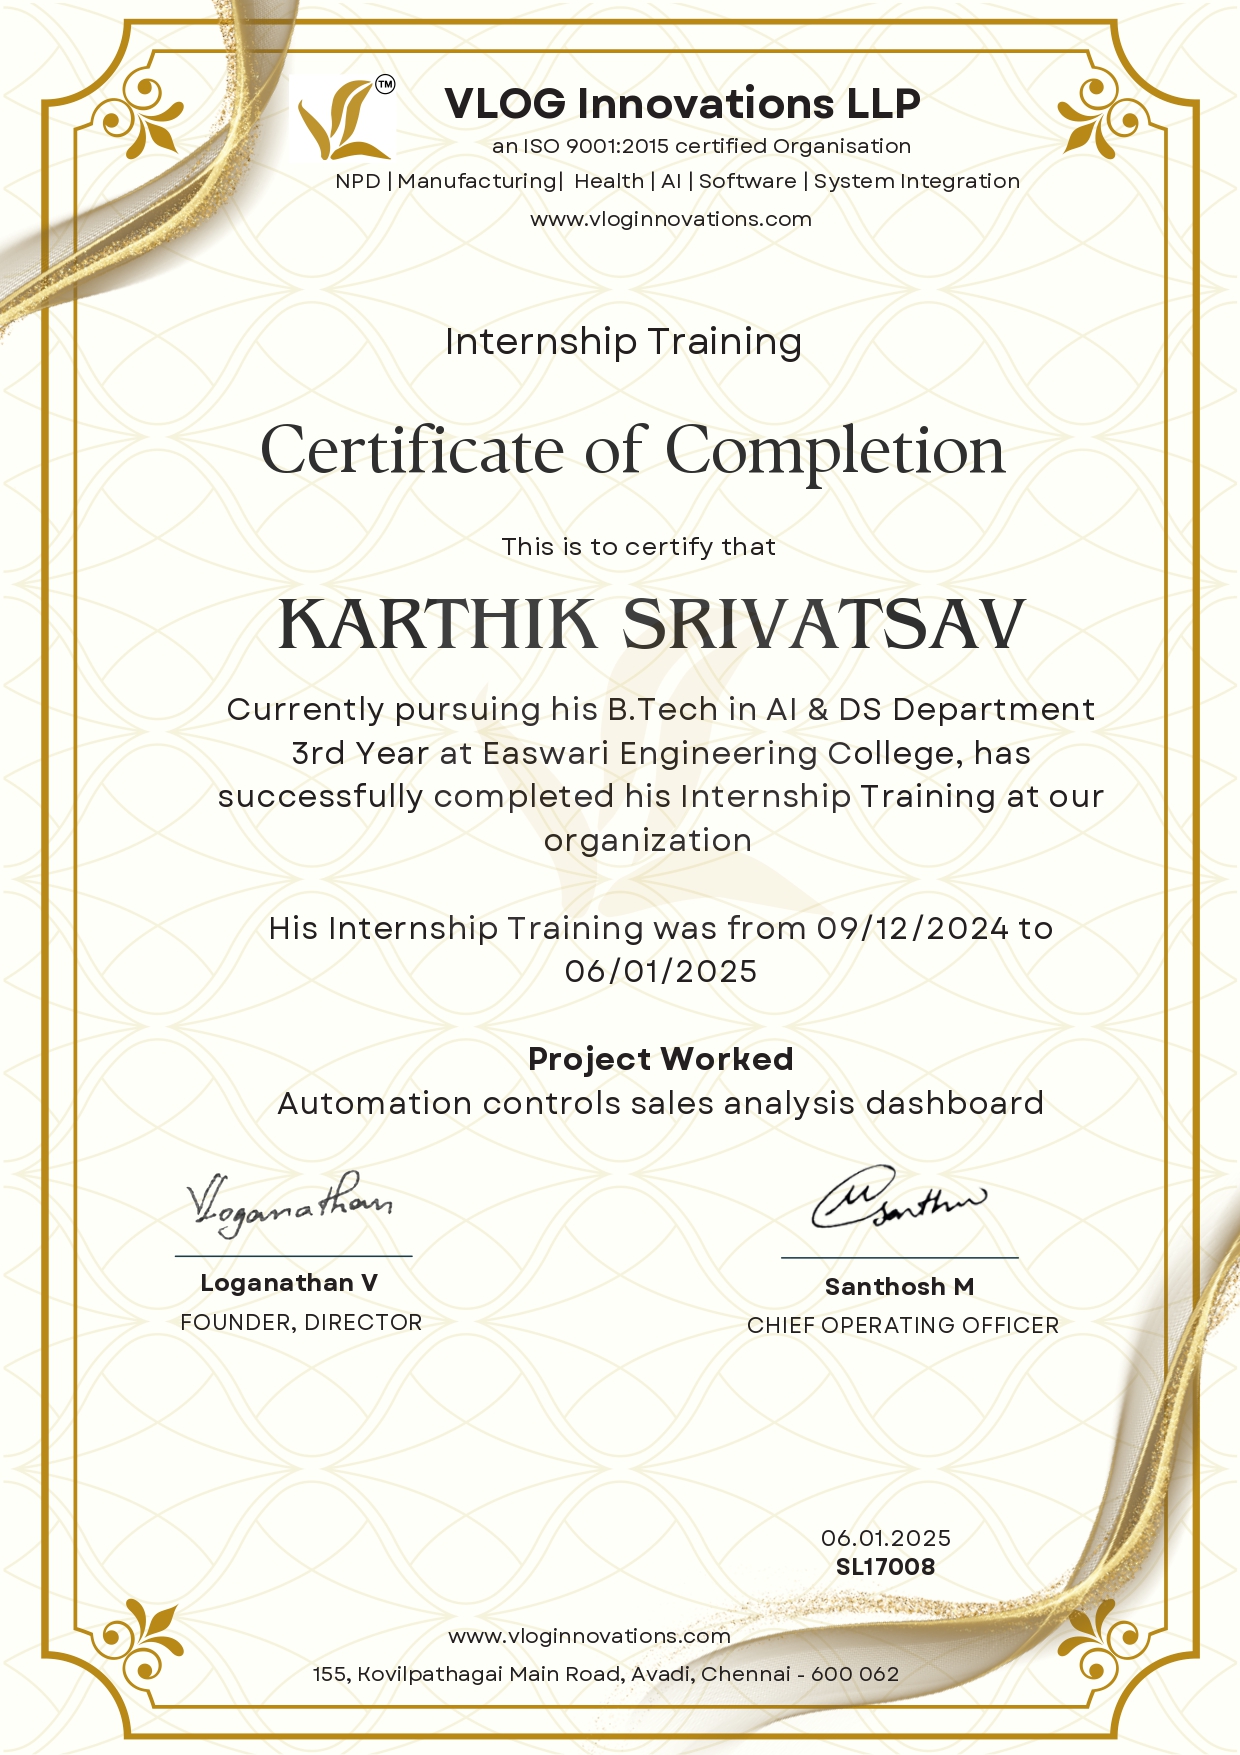 TM
VLOG Innovations LLP
an ISO 9001:2015 certified Organisation
NPD | Manufacturing| Health | AI | Software | System Integration
www.vloginnovations.com
Internship Training
Certificate of Completion
This is to certify that
KARTHIK SRIVATSAV
Currently pursuing his B.Tech in AI & DS Department
3rd Year at Easwari Engineering College, has
successfully completed his Internship Training at our
organization
His Internship Training was from 09/12/2024 to
06/01/2025
Project Worked
Automation controls sales analysis dashboard
Vloganathan
Loganathan V
FOUNDER, DIRECTOR
Santhosh M
CHIEF OPERATING OFFICER
06.01.2025
SL17008
www.vloginnovations.com
155, Kovilpathagai Main Road, Avadi, Chennai - 600 062